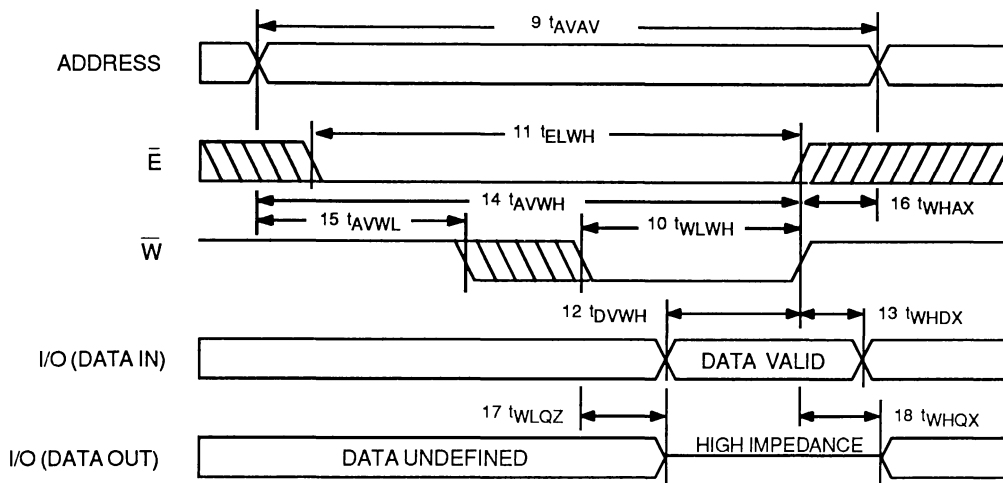 9 tAVAV
ADDRESS
11 tELWH
E̅
14 tAVWH
16 tWHAX
15 tAVWL
10 tWLWH
W̅
12 tDVWH
13 tWHDX
I/O (DATA IN)
DATA VALID
17 tWLQZ
18 tWHQX
HIGH IMPEDANCE
I/O (DATA OUT)
DATA UNDEFINED